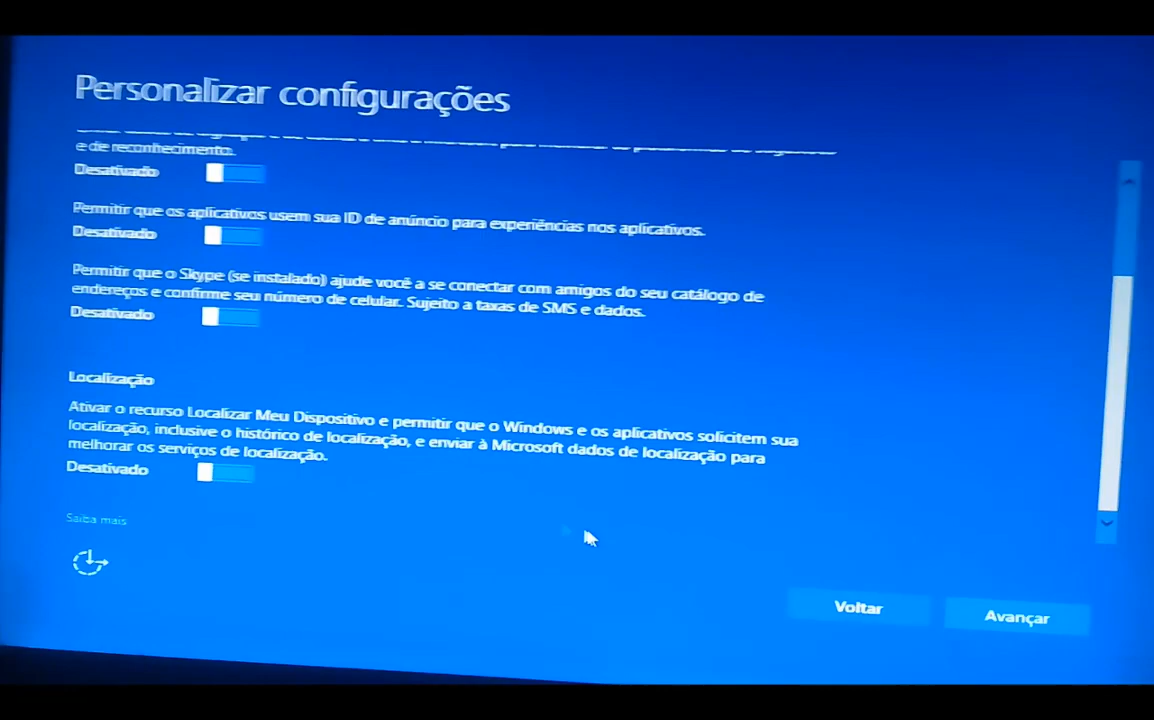 Personalizar configurações
e de reconhecimento.
Desativado
Permitir que os aplicativos usem sua ID de anúncio para experiências nos aplicativos.
Desativado
Permitir que o Skype (se instalado) ajude você a se conectar com amigos do seu catálogo de
endereços e confirme seu número de celular. Sujeito a taxas de SMS e dados.
Desativado
Localização
Ativar o recurso Localizar Meu Dispositivo e permitir que o Windows e os aplicativos solicitem sua
localização, inclusive o histórico de localização, e enviar à Microsoft dados de localização para
melhorar os serviços de localização.
Desativado
Saiba mais
Voltar
Avançar